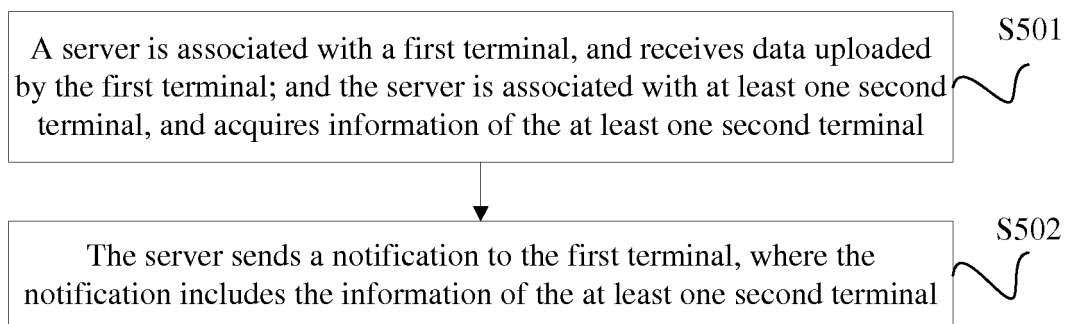 A server is associated with a first terminal, and receives data uploaded
by the first terminal; and the server is associated with at least one second
terminal, and acquires information of the at least one second terminal
S501
The server sends a notification to the first terminal, where the
notification includes the information of the at least one second terminal
S502